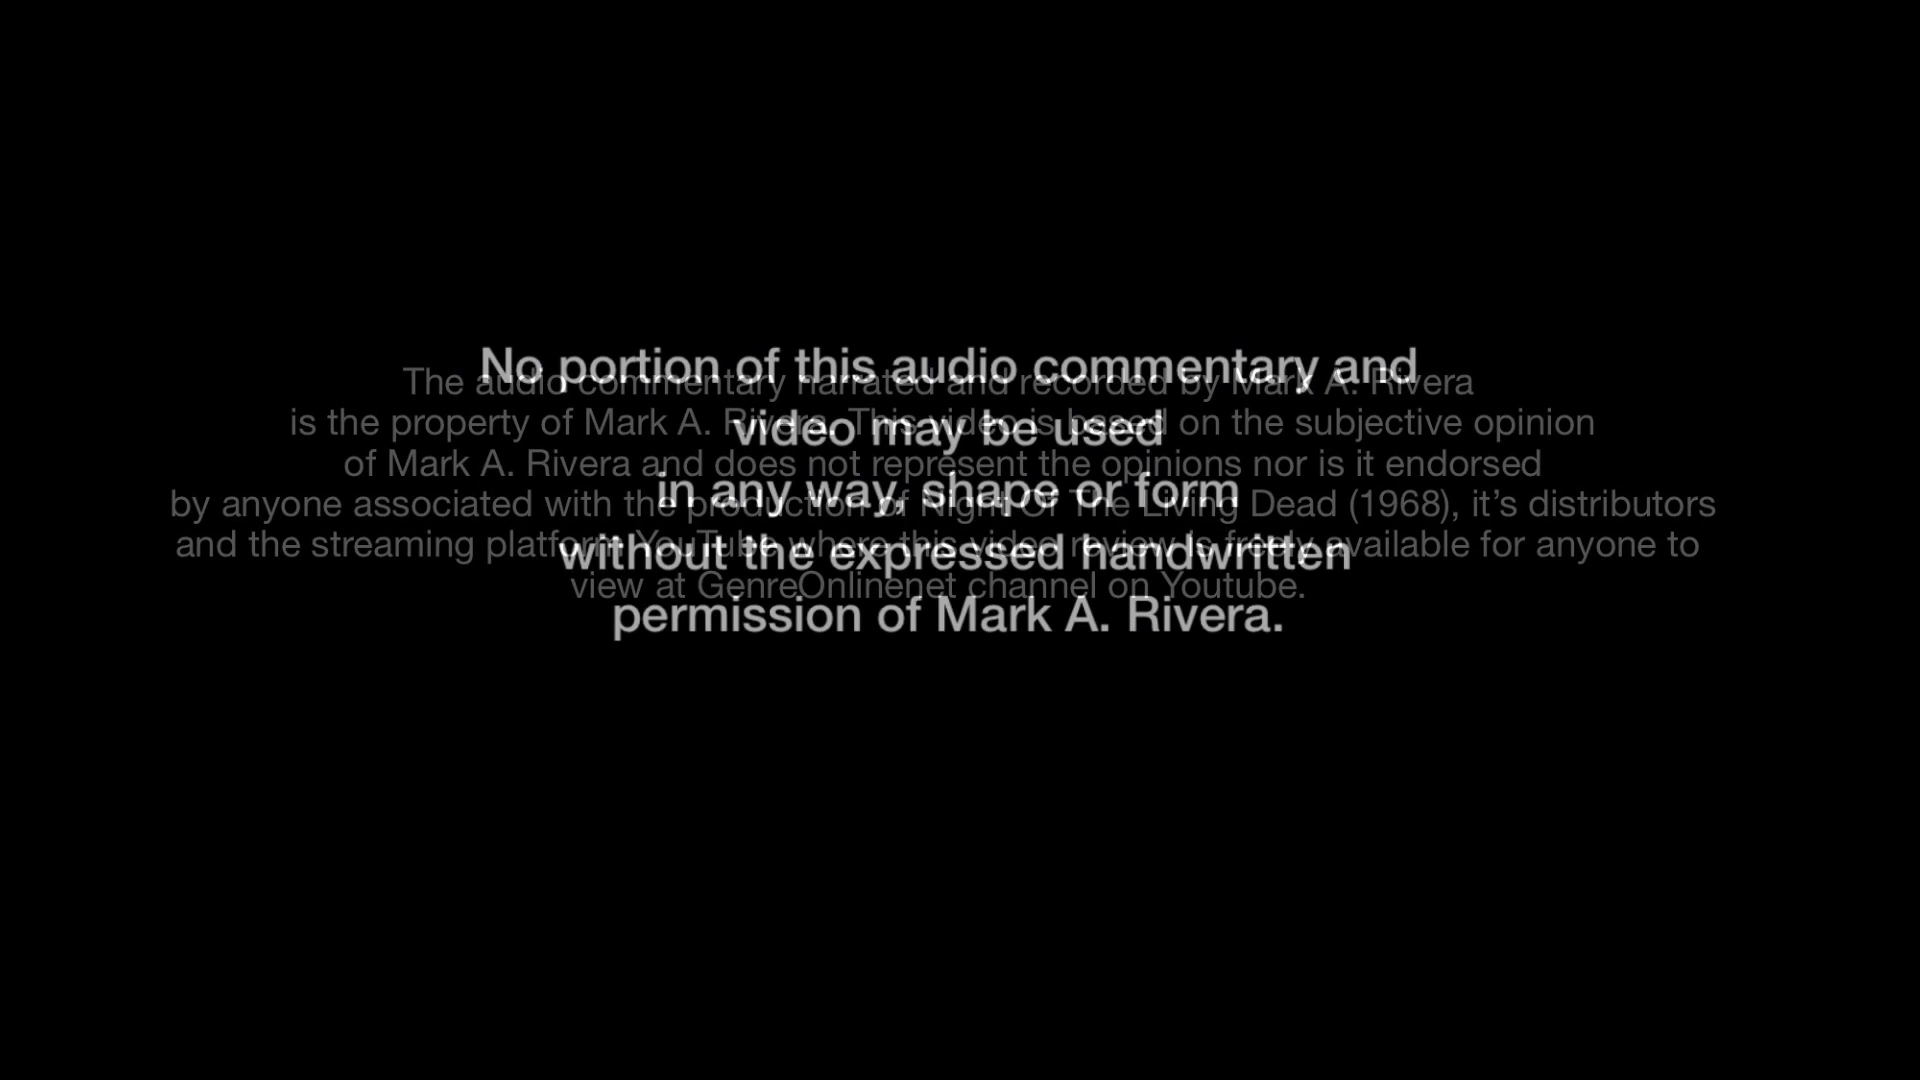 No portion of this audio commentary and
video may be used
in any way, shape or form
without the expressed handwritten
permission of Mark A. Rivera.
The audio commentary narrated and recorded by Mark A. Rivera
is the property of Mark A. Rivera. This video is based on the subjective opinion
of Mark A. Rivera and does not represent the opinions nor is it endorsed
by anyone associated with the production of Night Of The Living Dead (1968), it’s distributors
and the streaming platform YouTube where this video review is freely available for anyone to
view at GenreOnlinenet channel on Youtube.